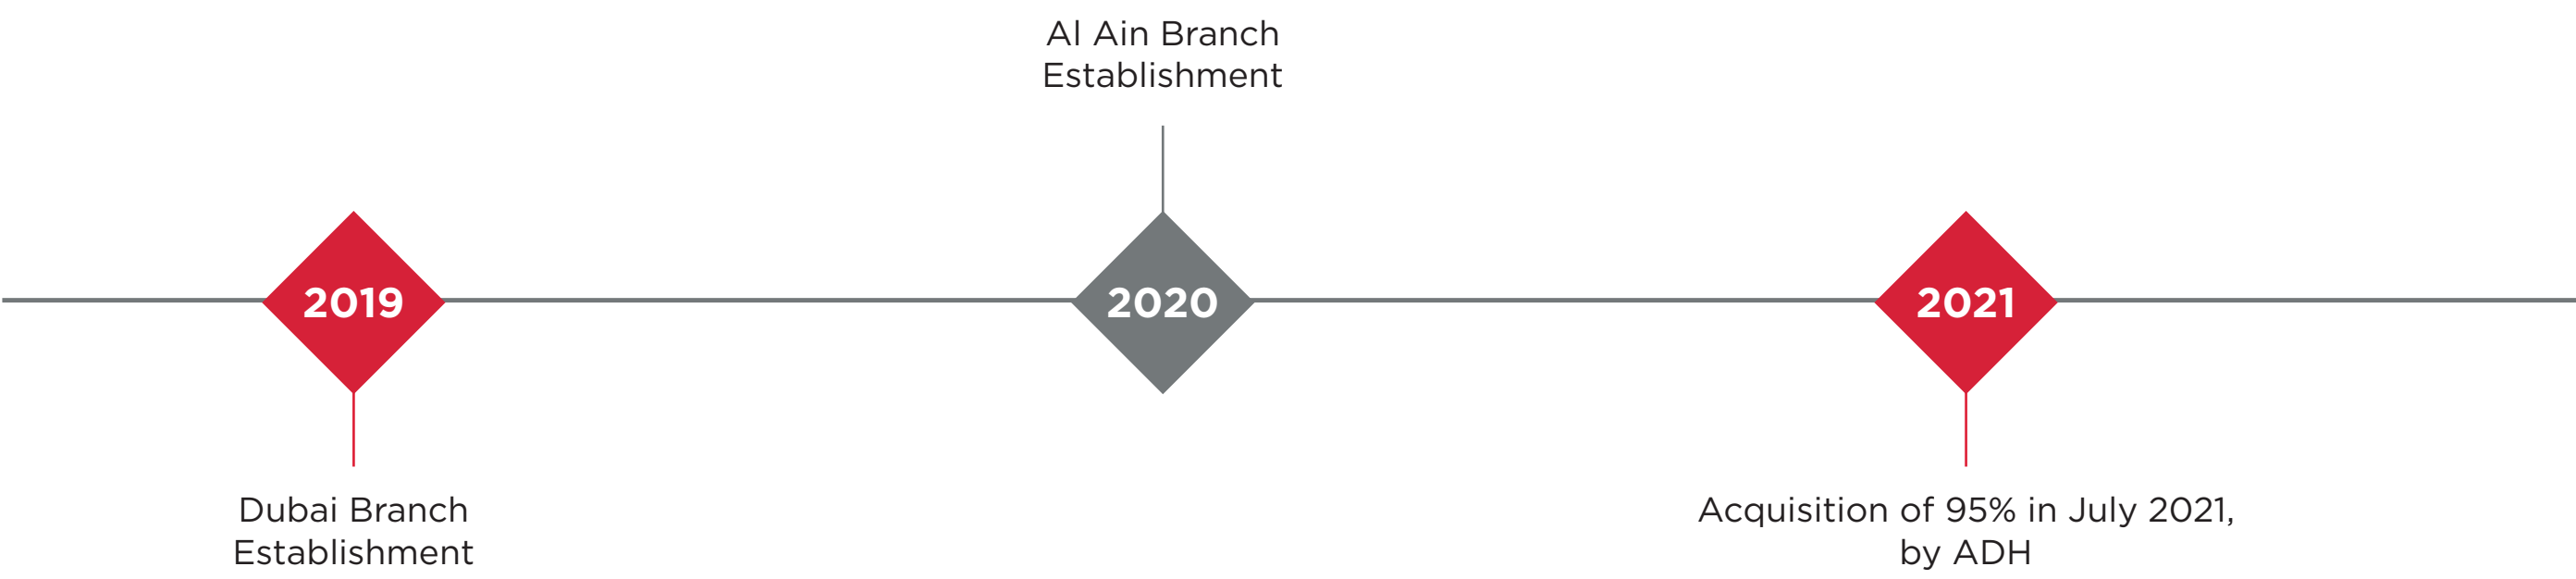 Al Ain Branch
Establishment
2019
2020
2021
Dubai Branch
Establishment
Acquisition of 95% in July 2021,
by ADH